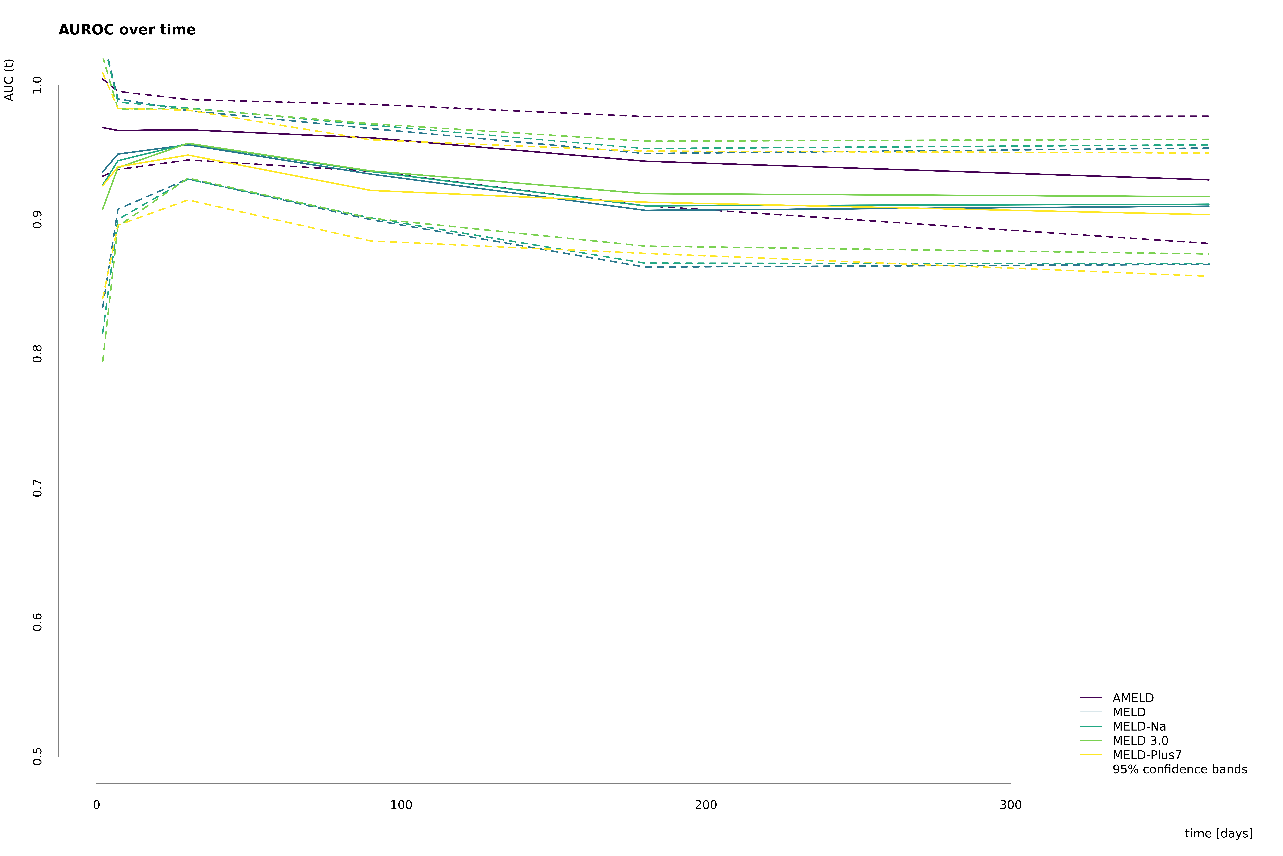 AUROC over time
AUC (t)
1.0
0.9
0.8
0.7
0.6
0.5
AMELD
MELD
MELD-Na
MELD 3.0
MELD-Plus7
95% confidence bands
0 100 200 300
time [days]